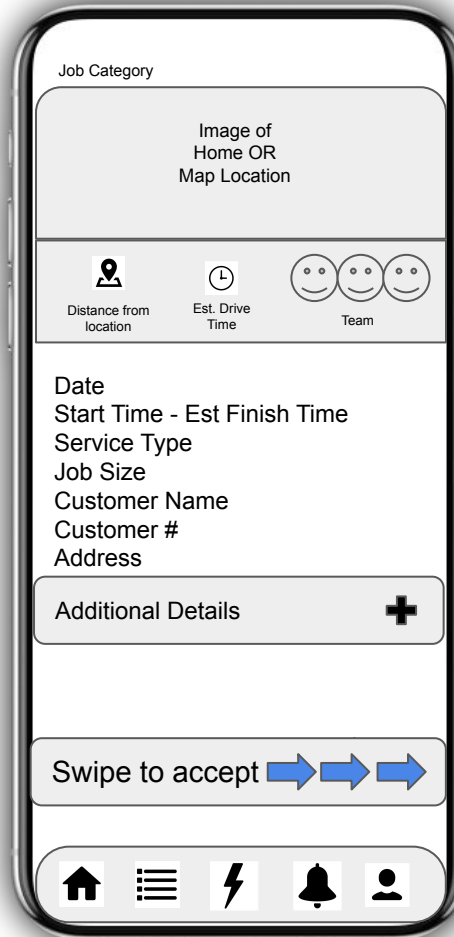 Job Category
Image of
Home OR
Map Location
Distance from
location
Est. Drive
Time
Team
Date
Start Time - Est Finish Time
Service Type
Job Size
Customer Name
Customer #
Address
Additional Details
Swipe to accept